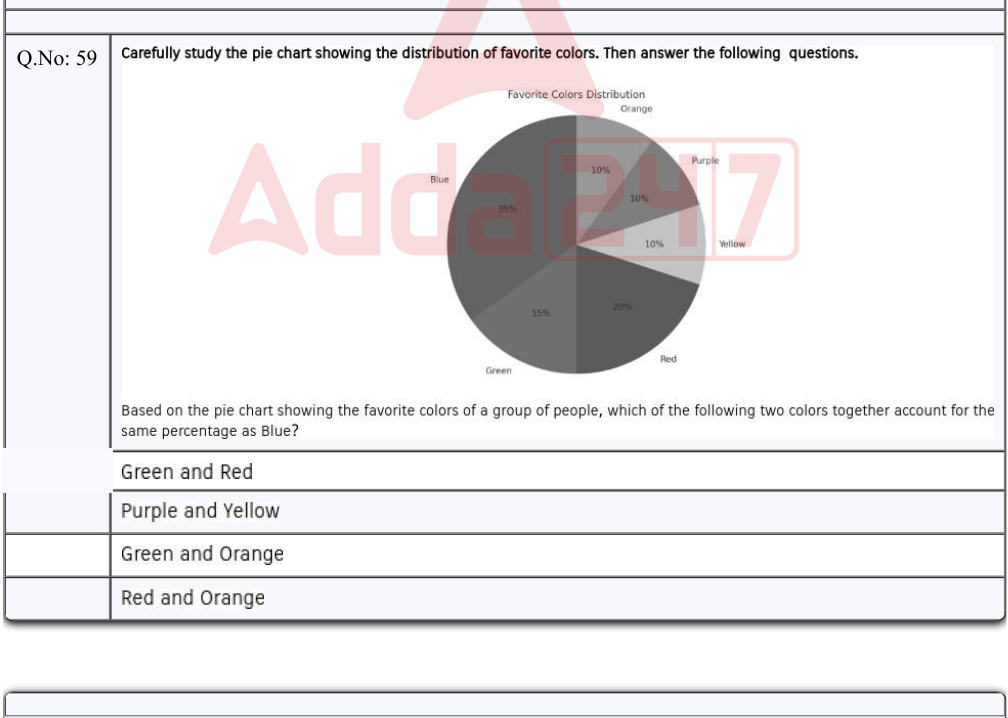 Q.No: 59
Carefully study the pie chart showing the distribution of favorite colors. Then answer the following questions.
Favorite Colors Distribution
Orange
Purple
Blue
10%
10%
35%
Yellow
10%
20%
15%
Red
Green
Adda 247
Based on the pie chart showing the favorite colors of a group of people, which of the following two colors together account for the
same percentage as Blue?
Green and Red
Purple and Yellow
Green and Orange
Red and Orange